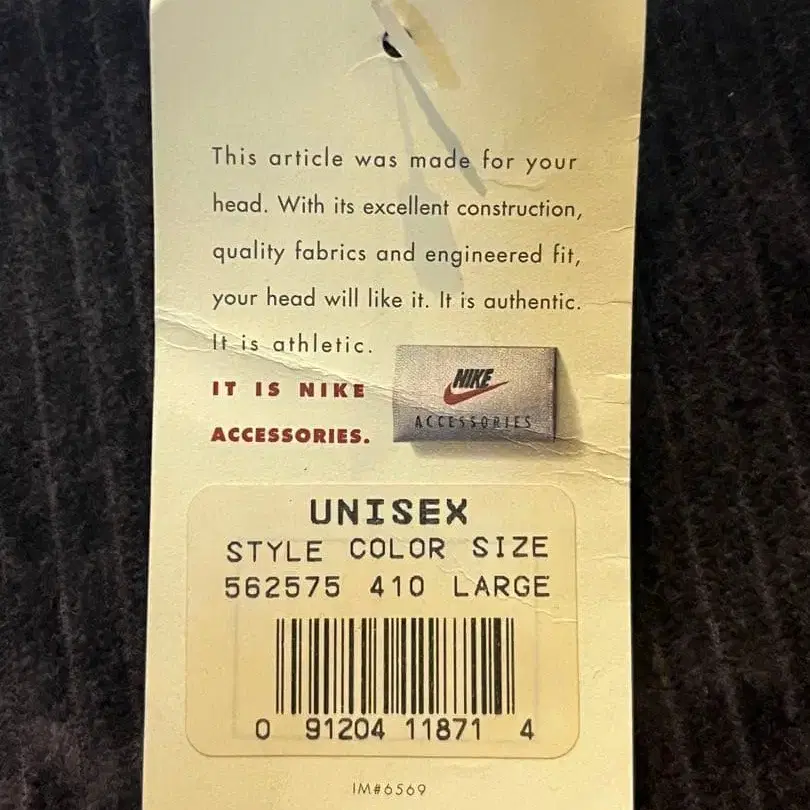 This article was made for your
head. With its excellent construction,
quality fabrics and engineered fit,
your head will like it. It is authentic.
It is athletic.
IT IS NIKE
ACCESSORIES.
NIKE
ACCESSORIES
UNISEX
STYLE COLOR SIZE
562575 410 LARGE
0 91204 11871 4
IM#6569